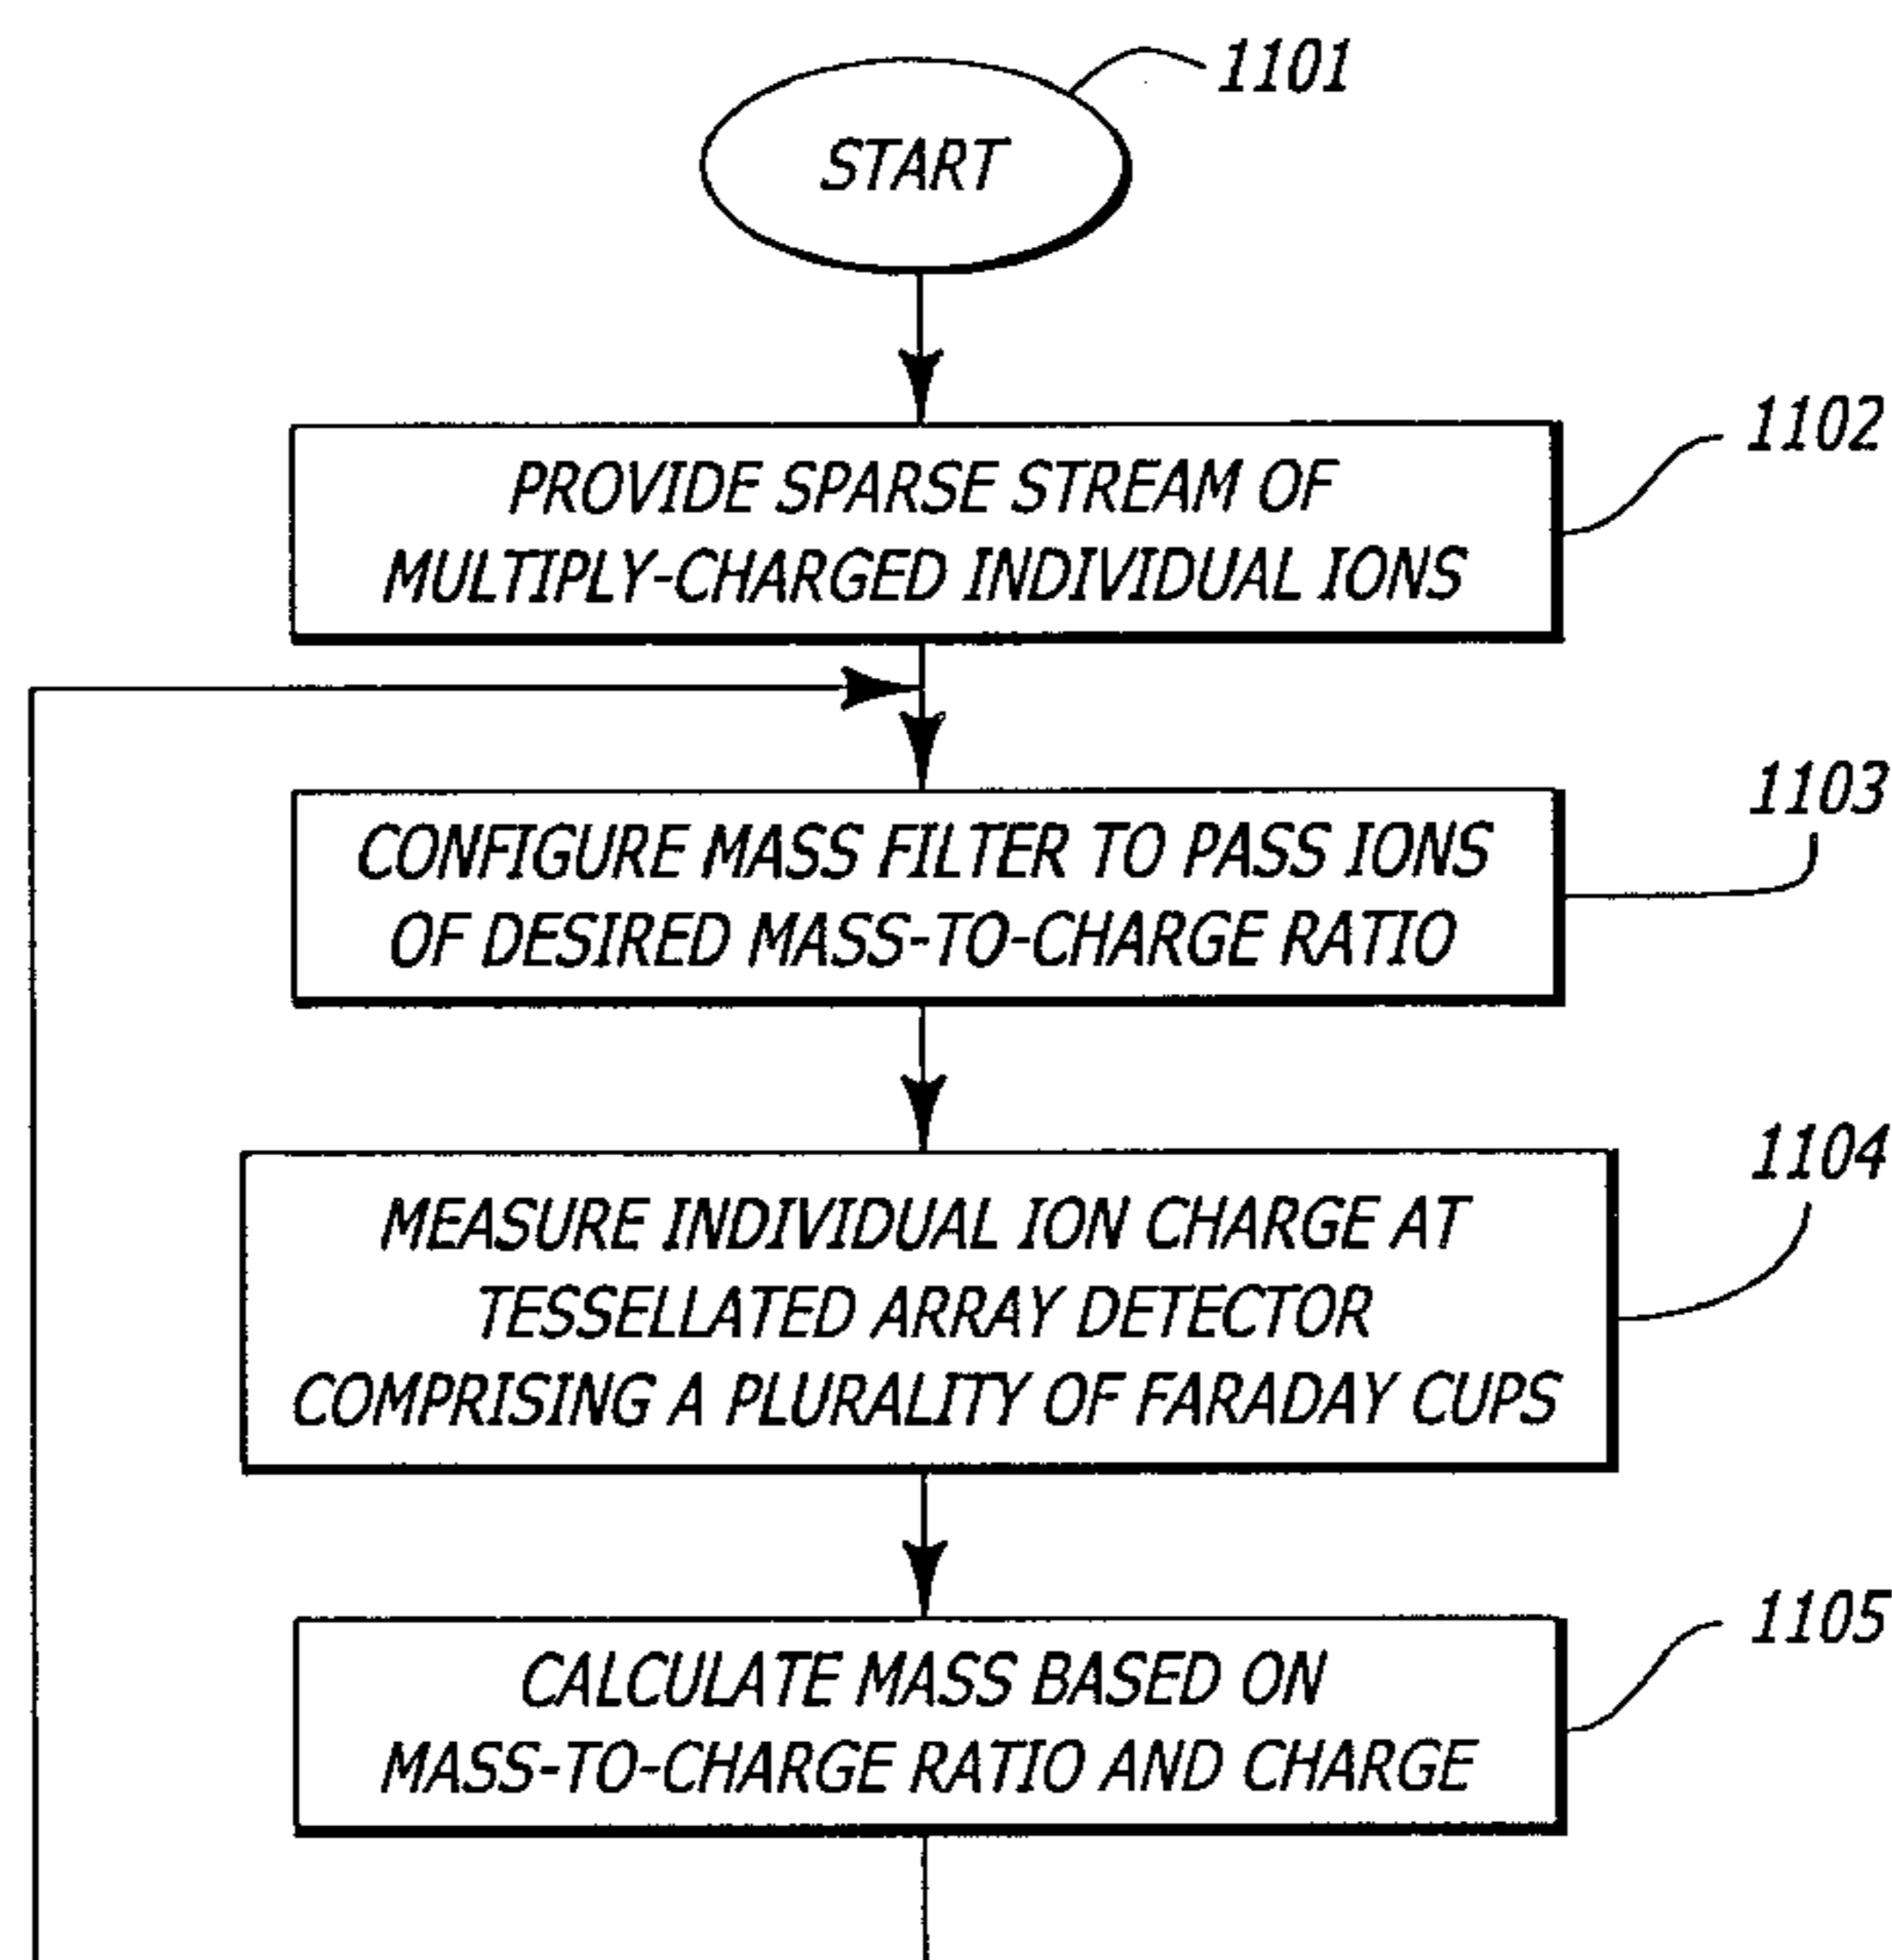 1101
START
1102
PROVIDE SPARSE STREAM OF
MULTIPLY-CHARGED INDIVIDUAL IONS
1103
CONFIGURE MASS FILTER TO PASS IONS
OF DESIRED MASS-TO-CHARGE RATIO
1104
MEASURE INDIVIDUAL ION CHARGE AT
TESSELLATED ARRAY DETECTOR
COMPRISING A PLURALITY OF FARADAY CUPS
1105
CALCULATE MASS BASED ON
MASS-TO-CHARGE RATIO AND CHARGE